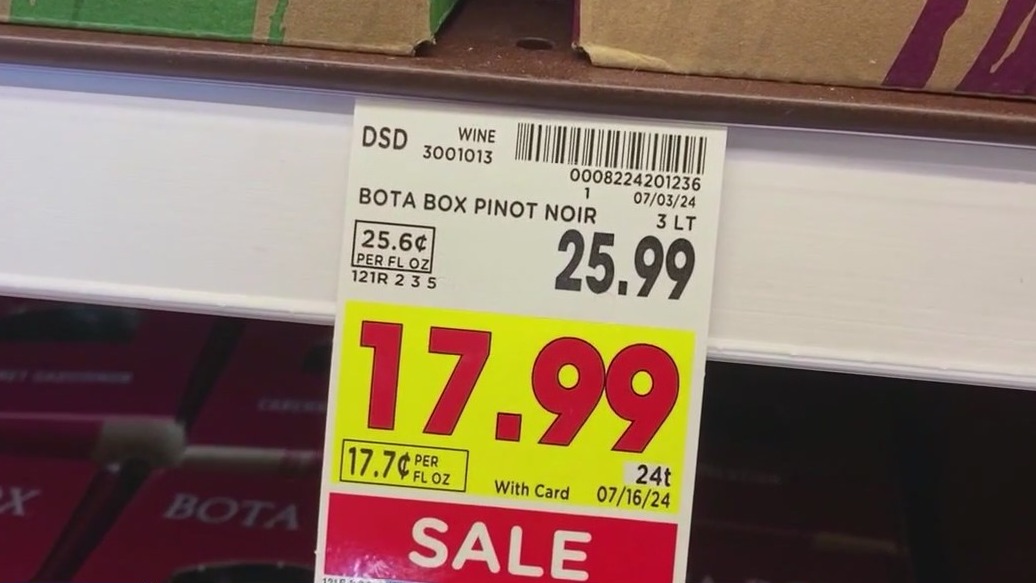 DSD WINE
3001013
0008224201236
1 07/03/24
BOTA BOX PINOT NOIR 3 LT
25.6¢
PER FL OZ
25.99
121R 2 3 5
17.99
17.7¢ PER FL OZ
24t
With Card 07/16/24
SALE
BOTA